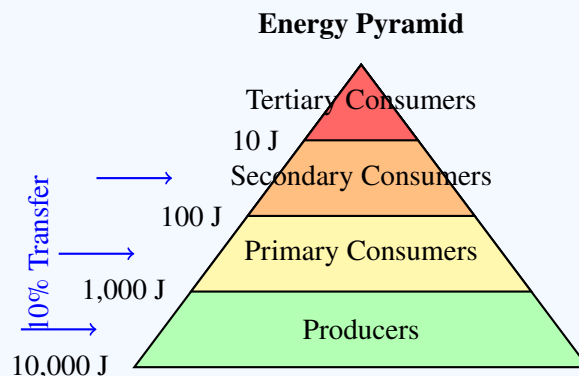 Energy Pyramid
Tertiary Consumers
10 J
Secondary Consumers
100 J
Primary Consumers
1,000 J
Producers
10,000 J
10% Transfer